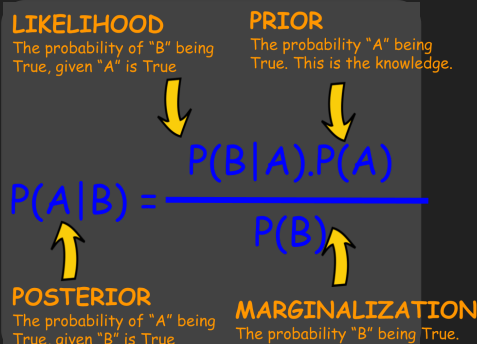 LIKELIHOOD
The probability of “B” being
True, given “A” is True
PRIOR
The probability “A” being
True. This is the knowledge.
P(B|A).P(A)
P(A|B) =
P(B)
POSTERIOR
The probability of “A” being
True, given “B” is True
MARGINALIZATION
The probability “B” being True.